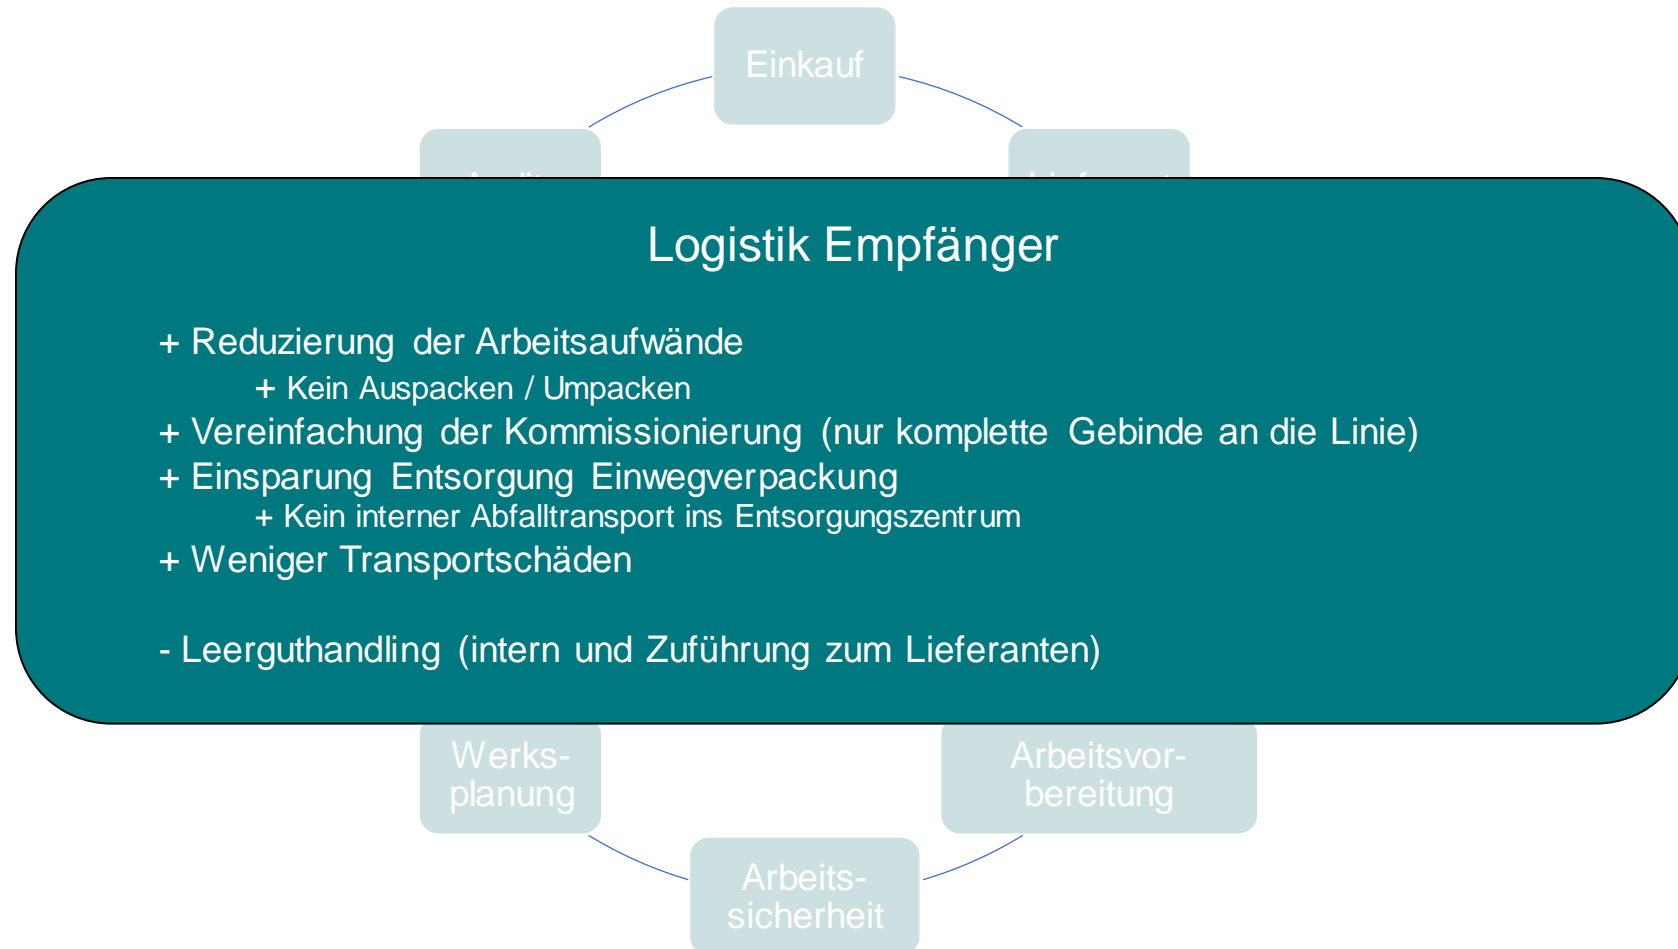 Einkauf
Logistik Empfänger
+ Reduzierung der Arbeitsaufwände
+ Kein Auspacken / Umpacken
+ Vereinfachung der Kommissionierung (nur komplette Gebinde an die Linie)
+ Einsparung Entsorgung Einwegverpackung
+ Kein interner Abfalltransport ins Entsorgungszentrum
+ Weniger Transportschäden
- Leerguthandling (intern und Zuführung zum Lieferanten)
Werks-
planung
Arbeitsvor-
bereitung
Arbeits-
sicherheit